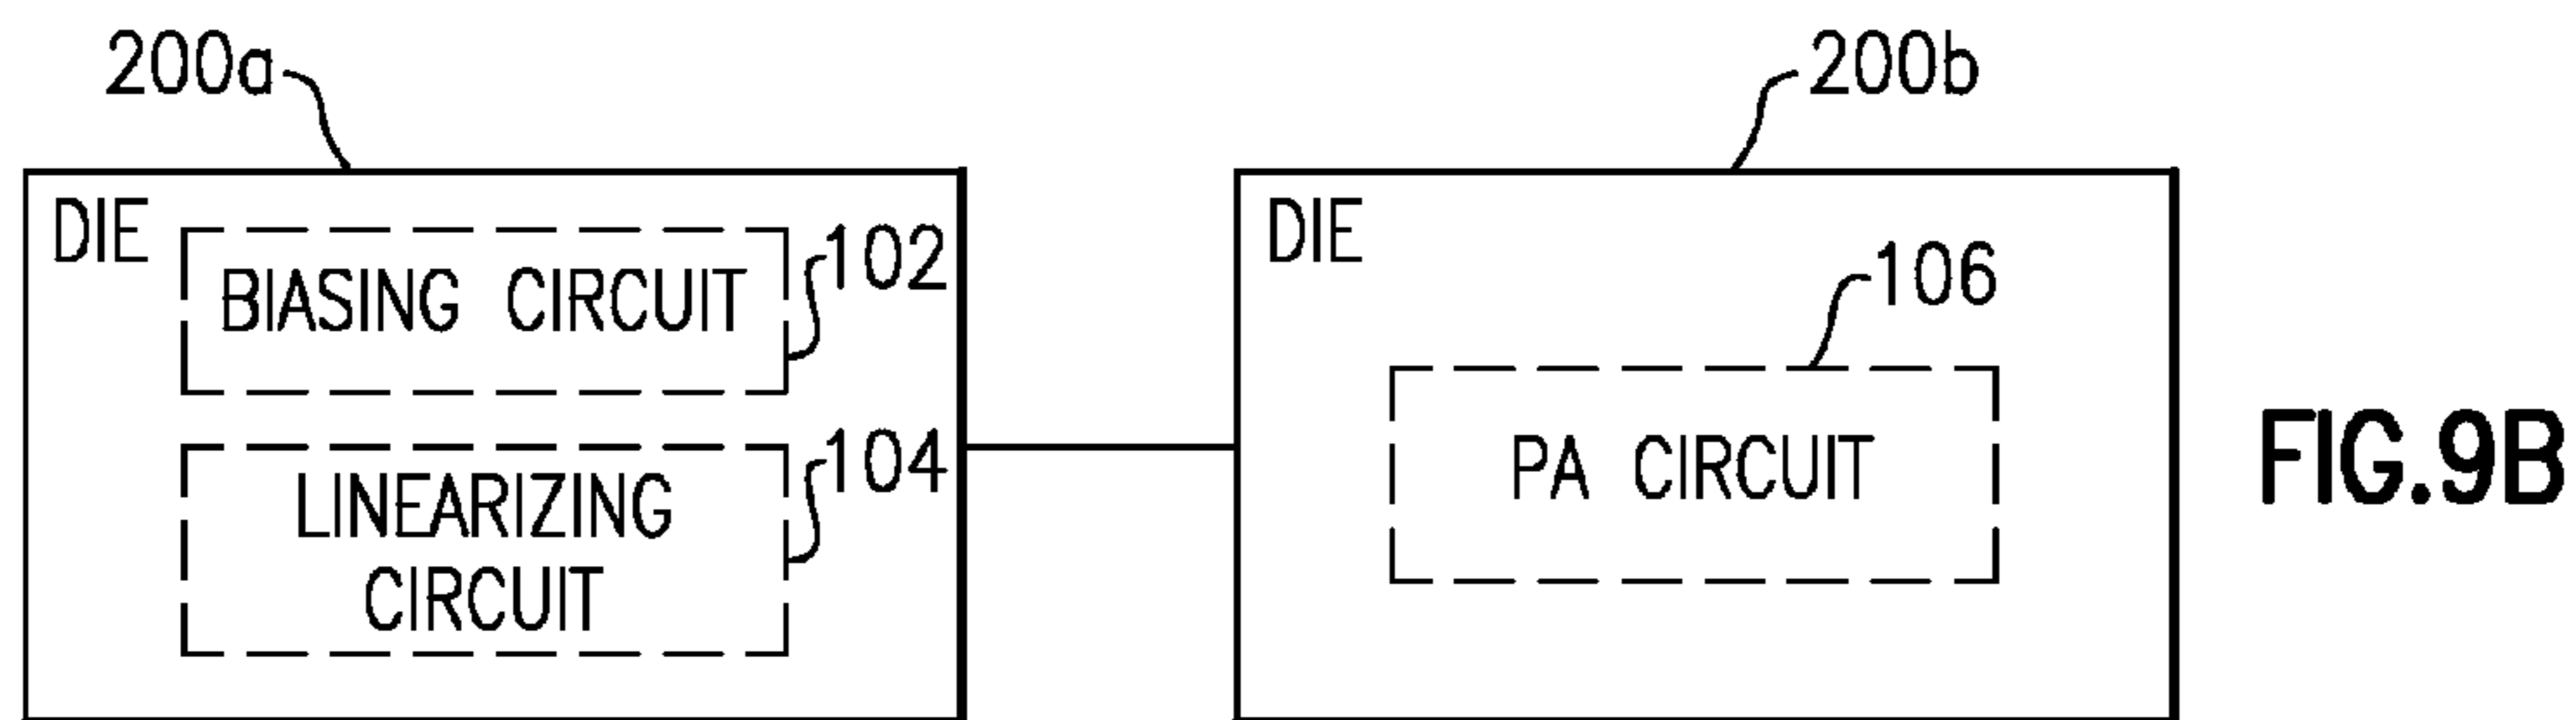 200a
200b
DIE
BIASING CIRCUIT
102
LINEARIZING
CIRCUIT
104
DIE
106
PA CIRCUIT
FIG.9B